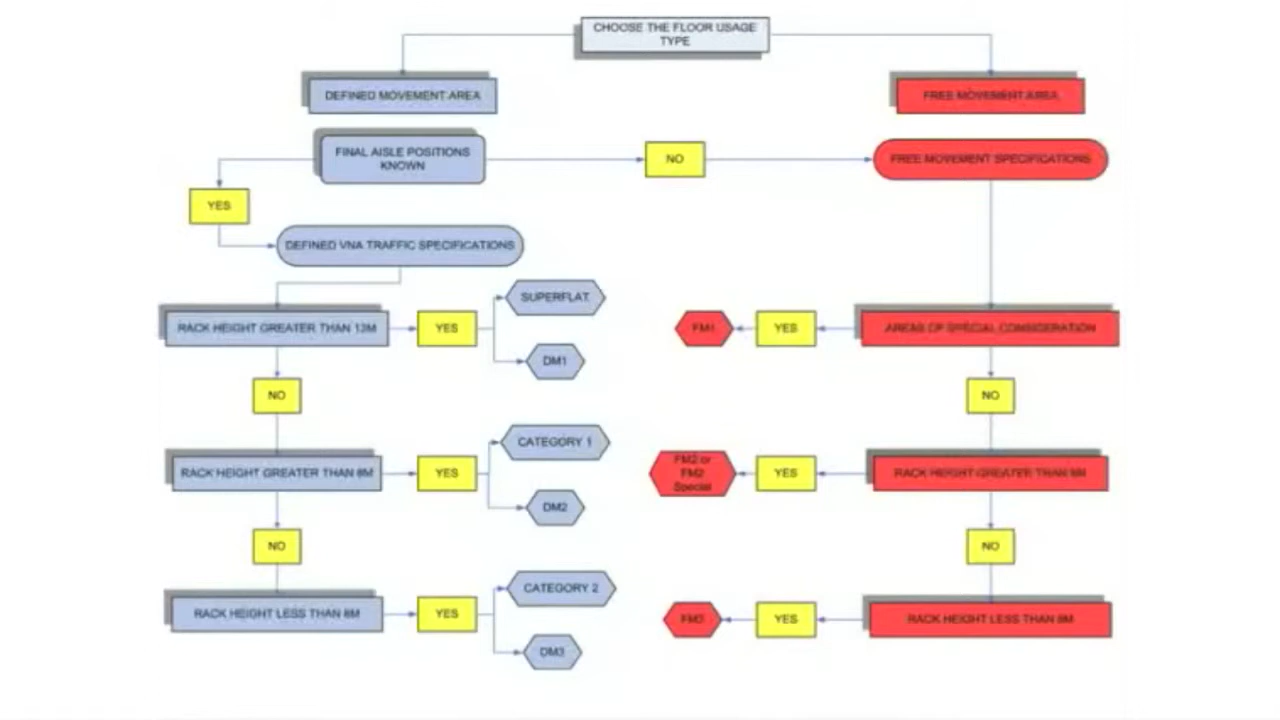 CHOOSE THE FLOOR USAGE
TYPE
DEFINED MOVEMENT AREA
FREE MOVEMENT AREA
FINAL AISLE POSITIONS
KNOWN
NO
FREE MOVEMENT SPECIFICATIONS
YES
DEFINED VNA TRAFFIC SPECIFICATIONS
SUPERFLAT
RACK HEIGHT GREATER THAN 13M
YES
FM1
YES
AREAS OF SPECIAL CONSIDERATION
DM1
NO
NO
CATEGORY 1
RACK HEIGHT GREATER THAN 8M
YES
FM2 or
FM2
Special
YES
RACK HEIGHT GREATER THAN 8M
DM2
NO
NO
CATEGORY 2
RACK HEIGHT LESS THAN 8M
YES
YES
RACK HEIGHT LESS THAN 8M
DM3